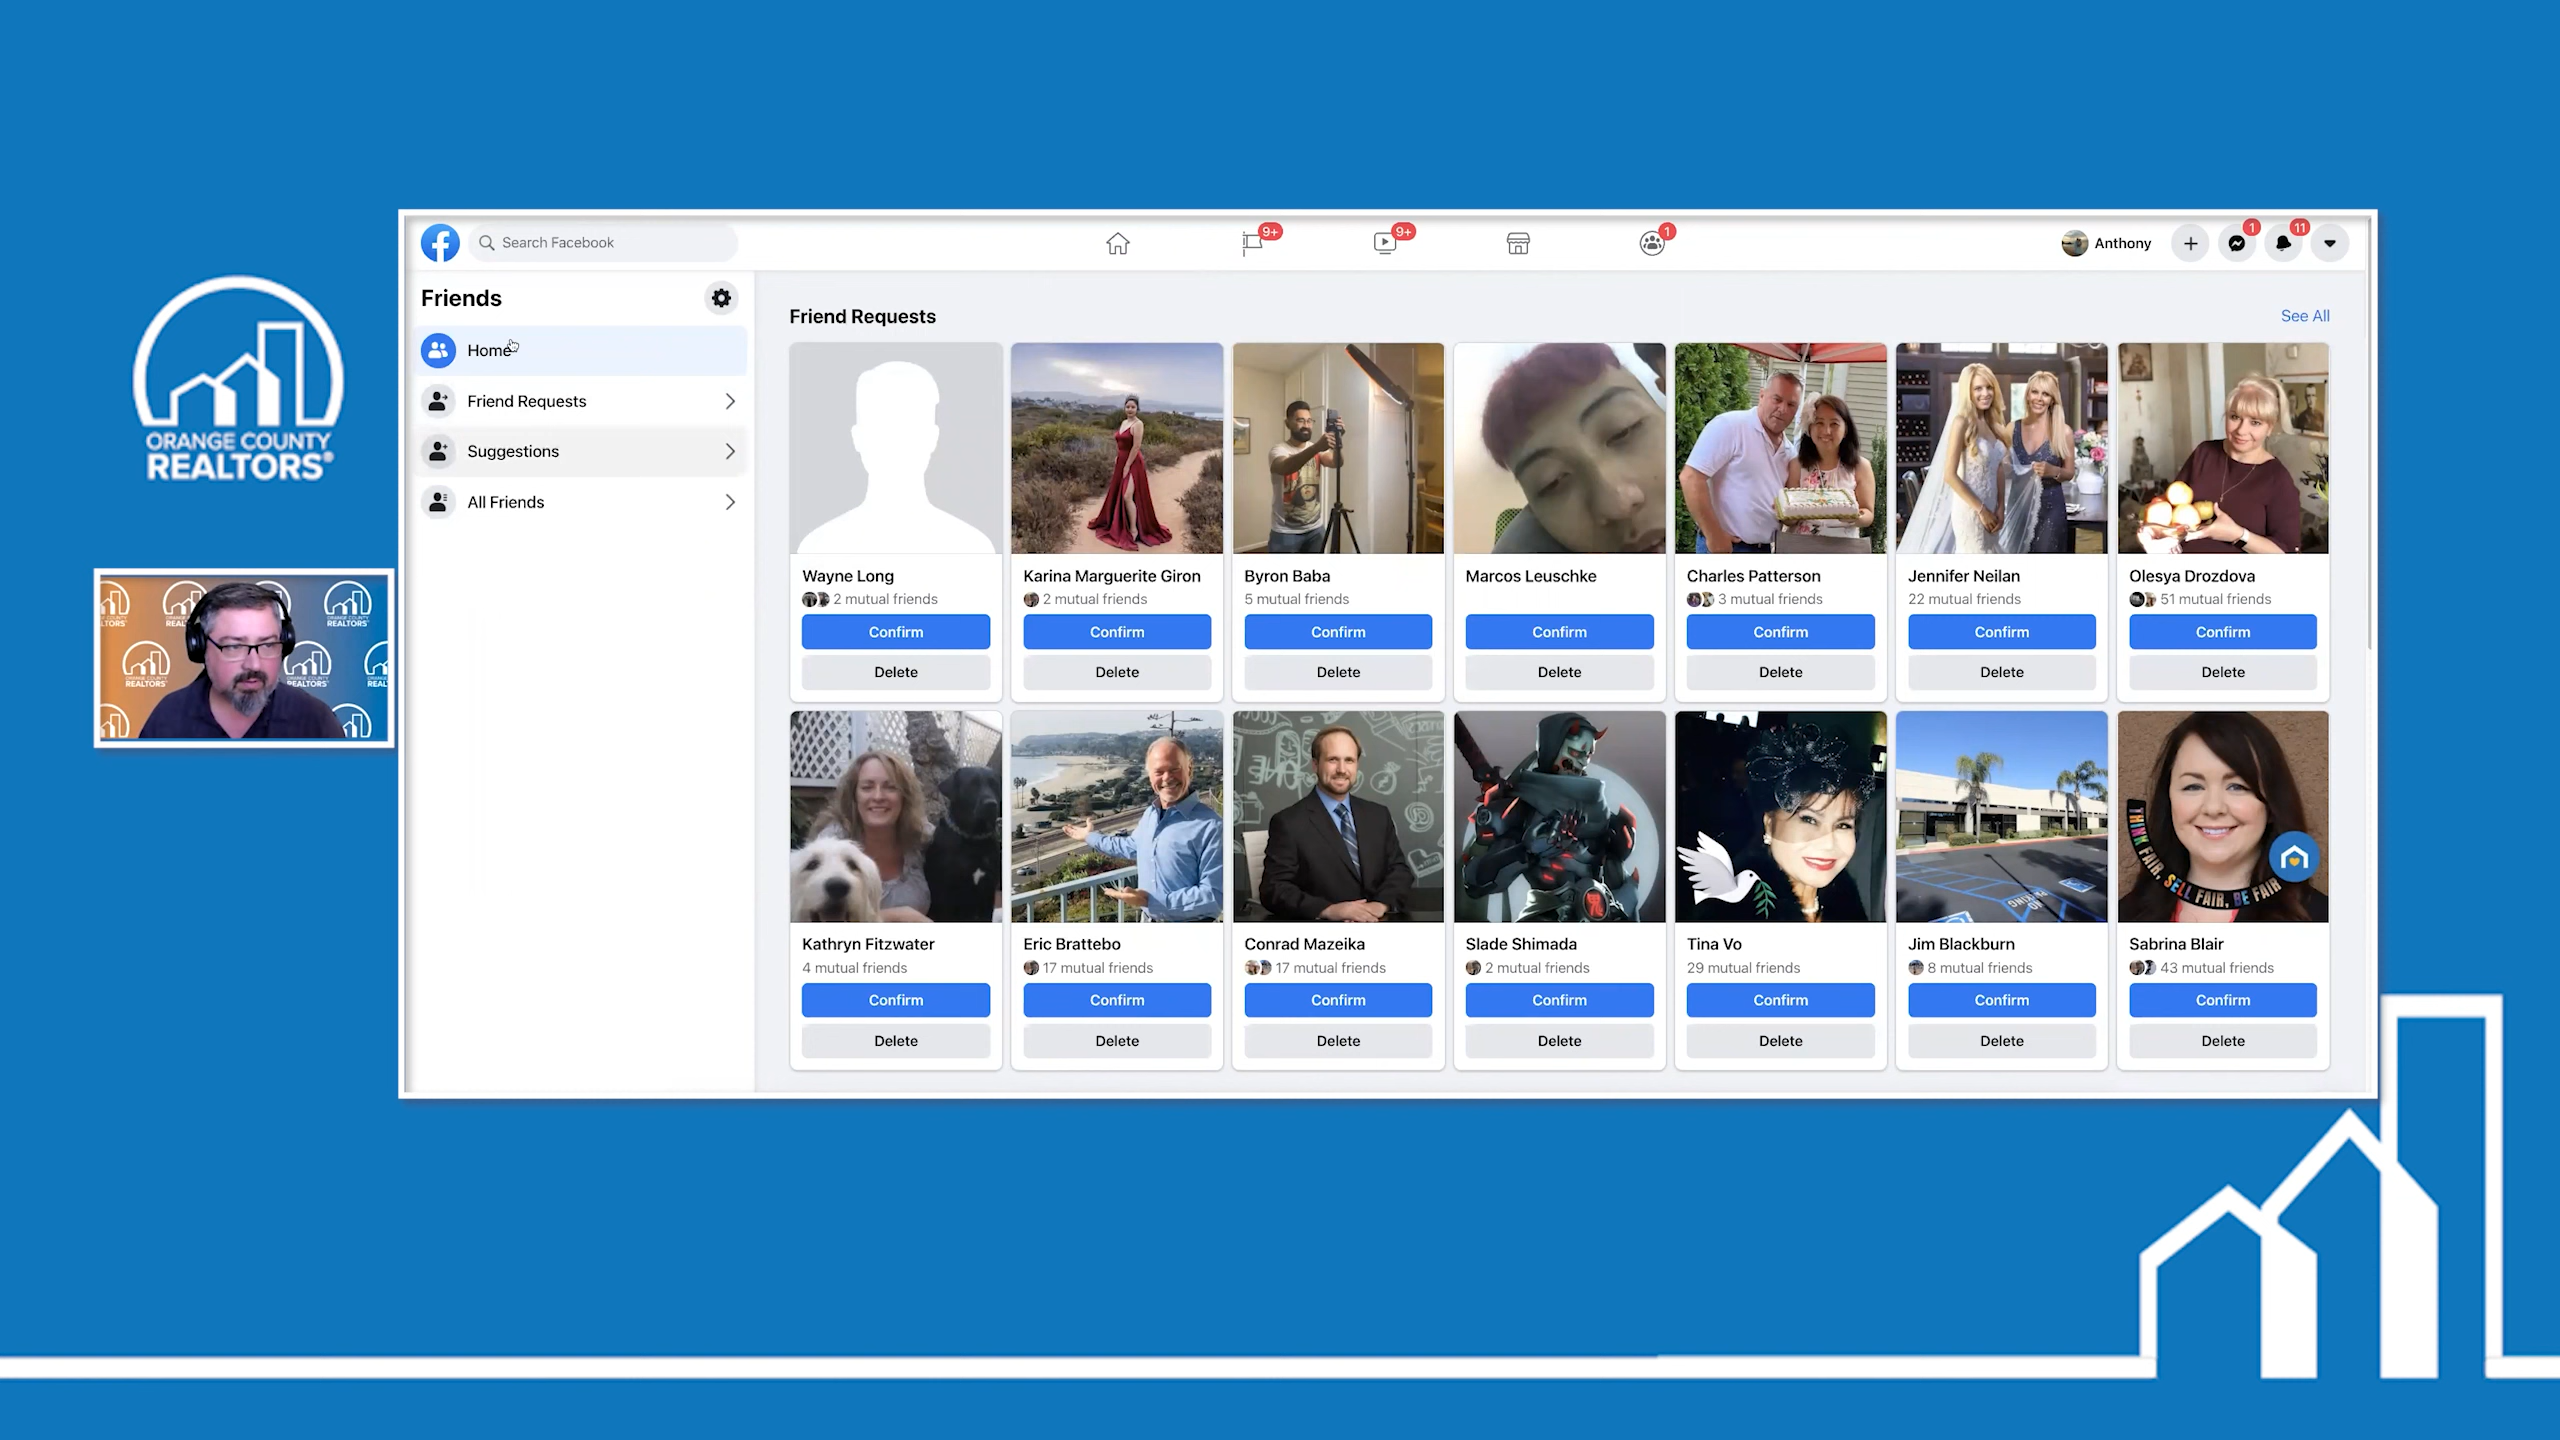 Search Facebook
9+
9+
1
Anthony
1
11
Friends
Home
Friend Requests
Suggestions
All Friends
ORANGE COUNTY
REALTORS®
Friend Requests
See All
Wayne Long
2 mutual friends
Confirm
Delete
Karina Marguerite Giron
2 mutual friends
Confirm
Delete
Byron Baba
5 mutual friends
Confirm
Delete
Marcos Leuschke
Confirm
Delete
Charles Patterson
3 mutual friends
Confirm
Delete
Jennifer Neilan
22 mutual friends
Confirm
Delete
Olesya Drozdova
51 mutual friends
Confirm
Delete
Kathryn Fitzwater
4 mutual friends
Confirm
Delete
Eric Brattebo
17 mutual friends
Confirm
Delete
Conrad Mazeika
17 mutual friends
Confirm
Delete
Slade Shimada
2 mutual friends
Confirm
Delete
Tina Vo
29 mutual friends
Confirm
Delete
Jim Blackburn
8 mutual friends
Confirm
Delete
THINK FAIR, SELL FAIR, BE FAIR
Sabrina Blair
43 mutual friends
Confirm
Delete
REALTORS
REALTORS
REALTORS